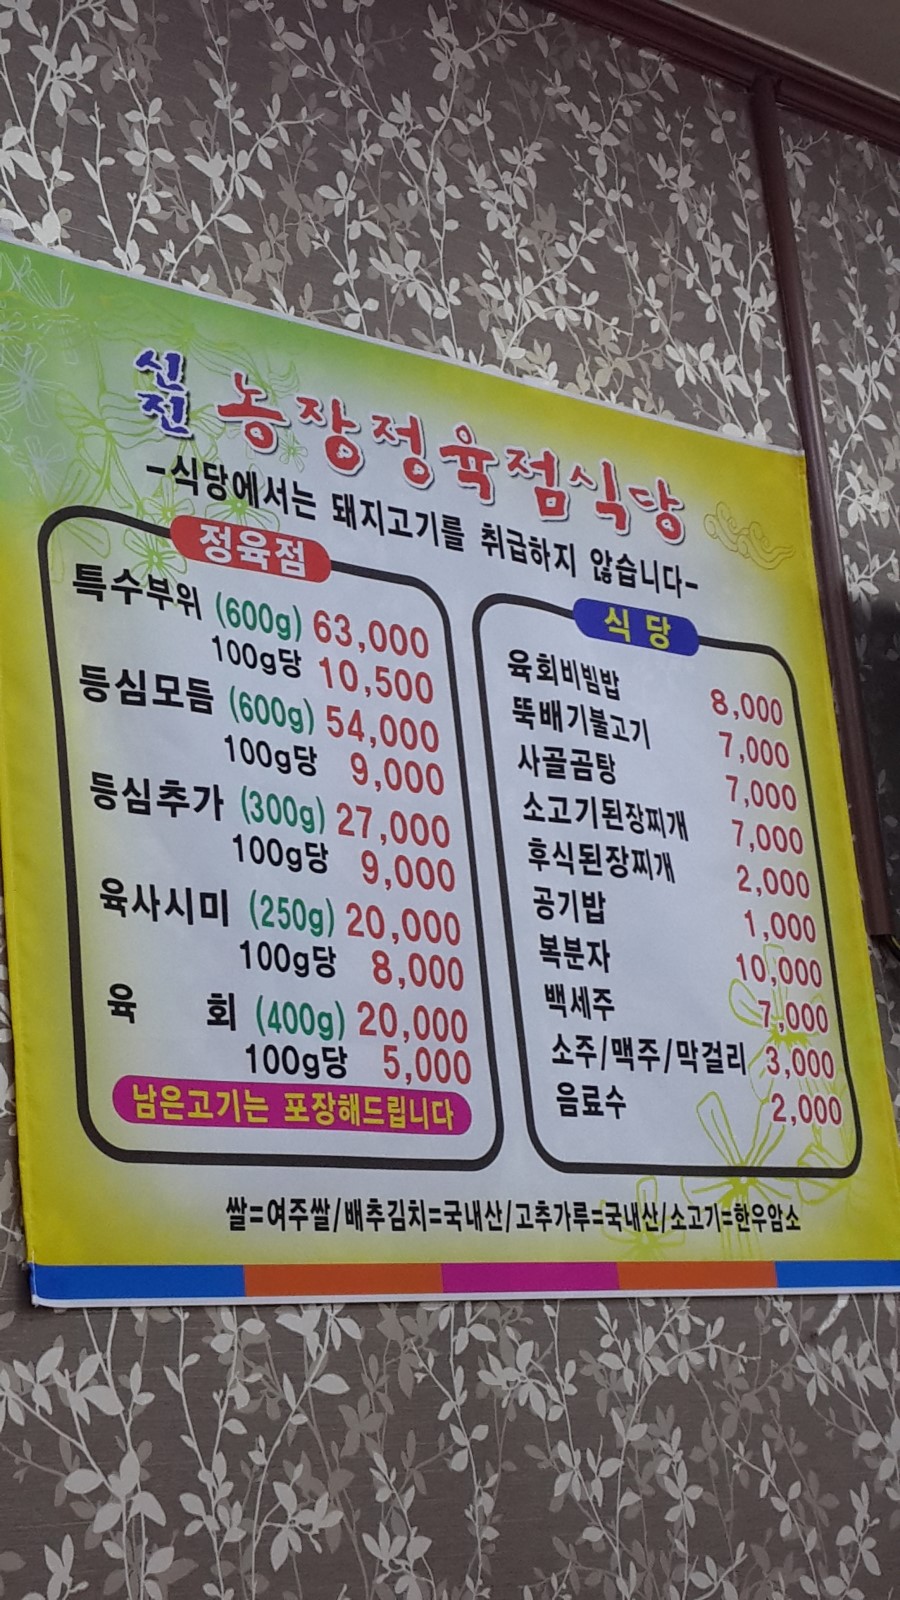 신전 농장정육점식당
-식당에서는 돼지고기를 취급하지 않습니다-
정육점
특수부위 (600g) 63,000
100g당 10,500
등심모듬 (600g) 54,000
100g당 9,000
등심추가 (300g) 27,000
100g당 9,000
육사시미 (250g) 20,000
100g당 8,000
육 회 (400g) 20,000
100g당 5,000
남은고기는 포장해드립니다
식당
육회비빔밥 8,000
뚝배기불고기 7,000
사골곰탕 7,000
소고기된장찌개 7,000
후식된장찌개 2,000
공기밥 1,000
복분자 10,000
백세주 7,000
소주/맥주/막걸리 3,000
음료수 2,000
쌀=여주쌀/배추김치=국내산/고추가루=국내산/소고기=한우암소